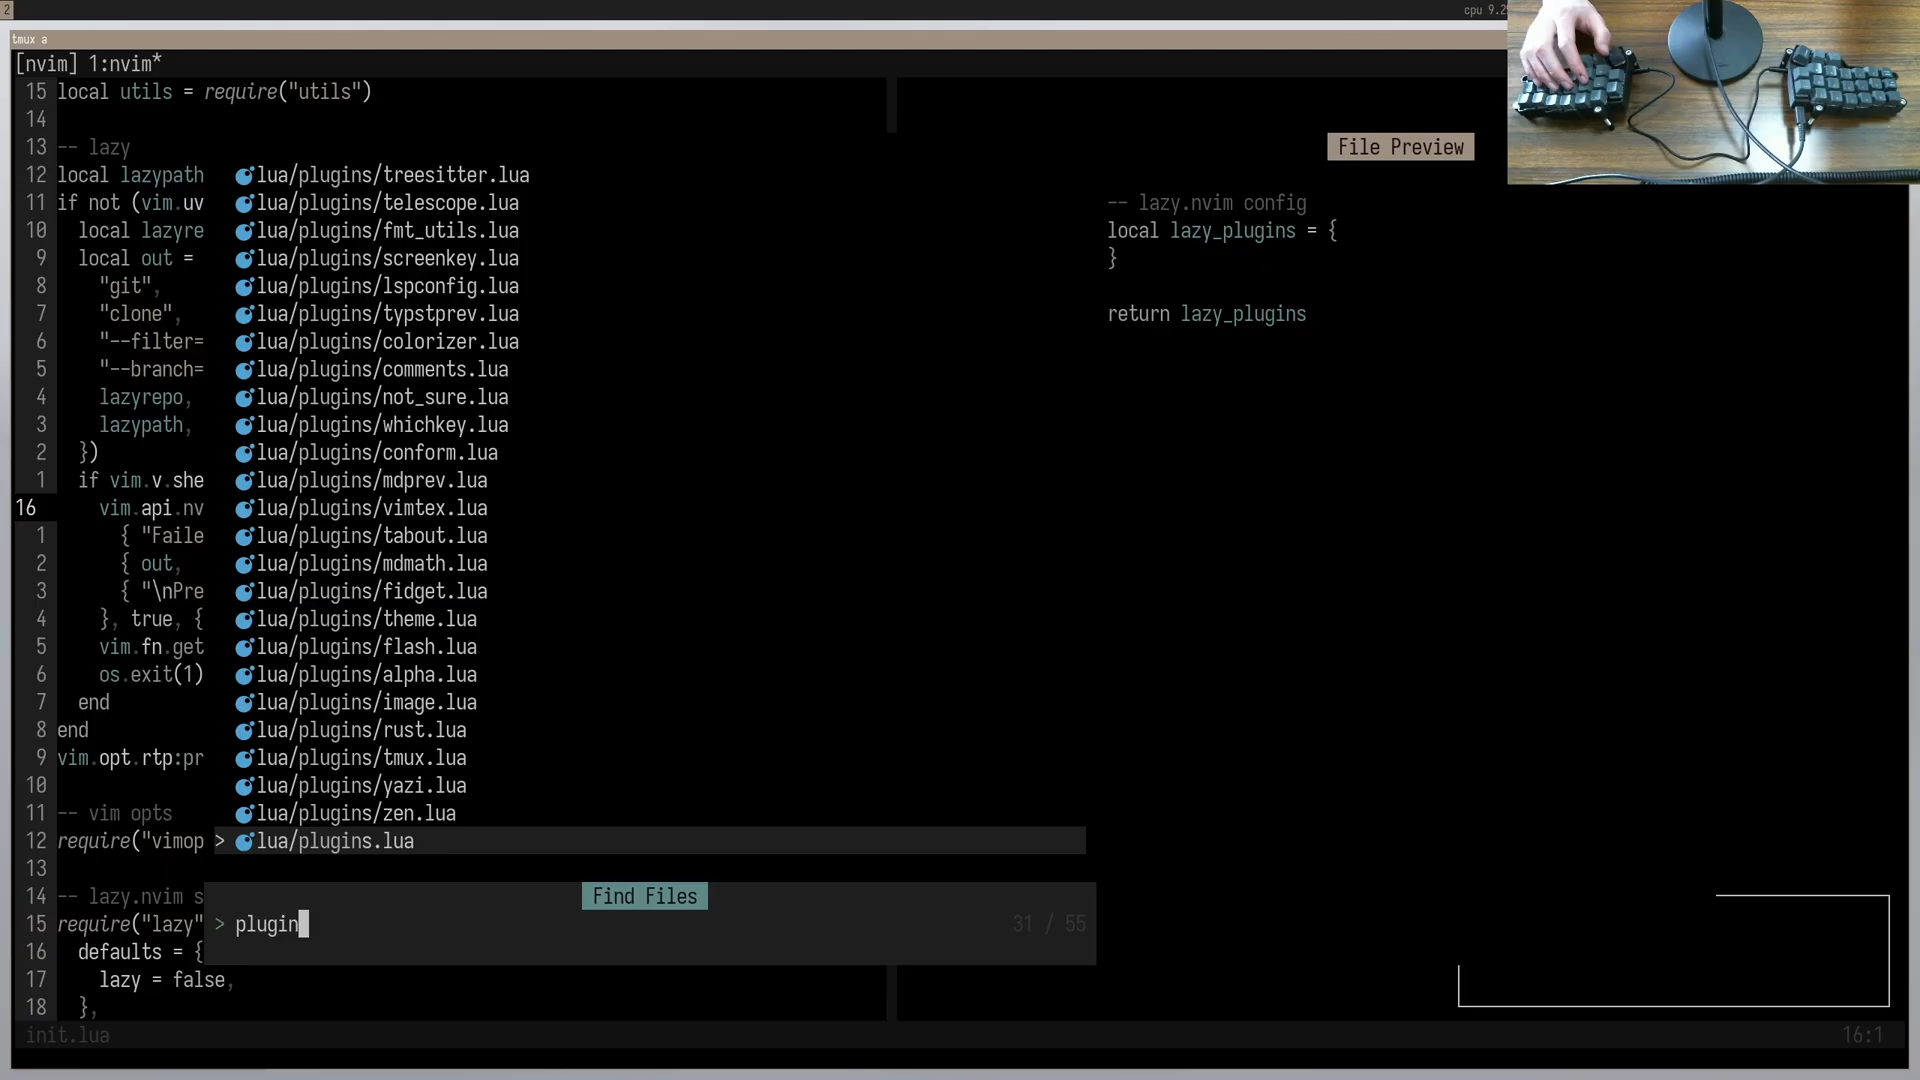 2
cpu 9.2
tmux a
[nvim] 1:nvim*
15 local utils = require("utils")
14
13 -- lazy
12 local lazypath
11 if not (vim.uv
10 local lazyre
9 local out =
8 "git",
7 "clone",
6 "--filter=
5 "--branch=
4 lazyrepo,
3 lazypath,
2 })
1 if vim.v.she
16 vim.api.nv
1 { "Faile
2 { out,
3 { "\nPre
4 }, true, {
5 vim.fn.get
6 os.exit(1)
7 end
8 end
9 vim.opt.rtp:pr
10
11 -- vim opts
12 require("vimop
13
14 -- lazy.nvim s
15 require("lazy"
16 defaults = {
17 lazy = false,
18 },
lua/plugins/treesitter.lua
lua/plugins/telescope.lua
lua/plugins/fmt_utils.lua
lua/plugins/screenkey.lua
lua/plugins/lspconfig.lua
lua/plugins/typstprev.lua
lua/plugins/colorizer.lua
lua/plugins/comments.lua
lua/plugins/not_sure.lua
lua/plugins/whichkey.lua
lua/plugins/conform.lua
lua/plugins/mdprev.lua
lua/plugins/vimtex.lua
lua/plugins/tabout.lua
lua/plugins/mdmath.lua
lua/plugins/fidget.lua
lua/plugins/theme.lua
lua/plugins/flash.lua
lua/plugins/alpha.lua
lua/plugins/image.lua
lua/plugins/rust.lua
lua/plugins/tmux.lua
lua/plugins/yazi.lua
lua/plugins/zen.lua
> lua/plugins.lua
Find Files
> plugin
31 / 55
File Preview
-- lazy.nvim config
local lazy_plugins = {
}
return lazy_plugins
init.lua
16:1